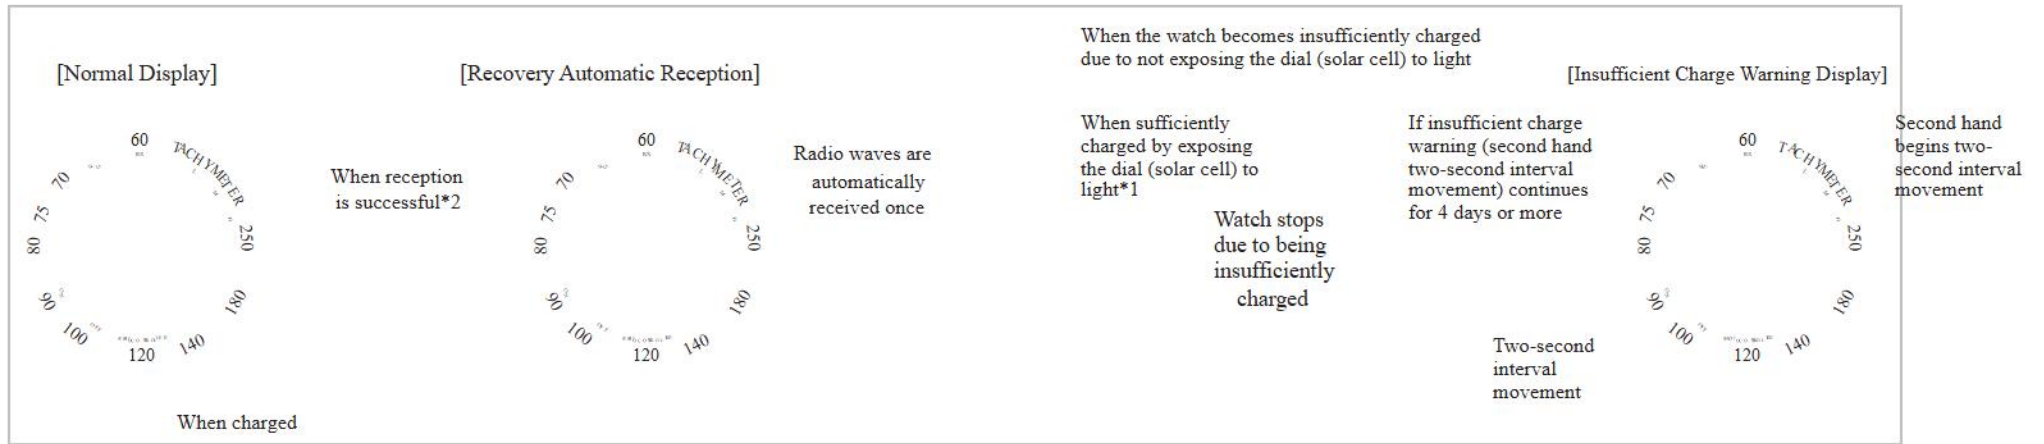 When the watch becomes insufficiently charged
due to not exposing the dial (solar cell) to light
[Normal Display]
[Recovery Automatic Reception]
[Insufficient Charge Warning Display]
60
TACHYMETER
70
75
80
90
100
120
140
180
250
When reception
is successful*2
60
TACHYMETER
70
75
80
90
100
120
140
180
250
Radio waves are
automatically
received once
When sufficiently
charged by exposing
the dial (solar cell) to
light*1
Watch stops
due to being
insufficiently
charged
If insufficient charge
warning (second hand
two-second interval
movement) continues
for 4 days or more
60
TACHYMETER
70
75
80
90
100
120
140
180
250
Second hand
begins two-
second interval
movement
Two-second
interval
movement
When charged